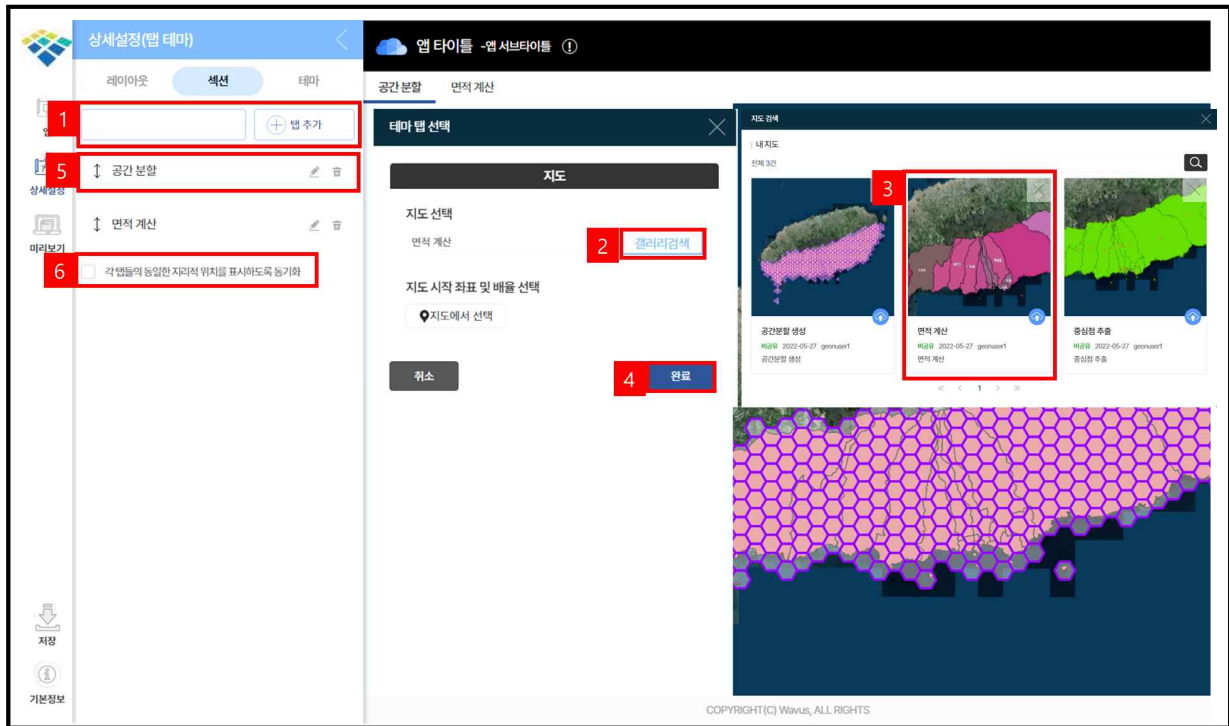 상세설정(탭 테마)
앱 타이틀 -앱 서브타이틀
레이아웃 섹션 테마
공간 분할 면적 계산
1
탭 추가
5
공간 분할
상세설정
면적 계산
미리보기
6
각 탭들의 동일한 지리적 위치를 표시하도록 동기화
저장
기본정보
테마 탭 선택
지도
지도 선택
면적 계산
2
갤러리검색
지도 시작 좌표 및 배율 선택
지도에서 선택
취소
4
완료
지도 검색
내 지도
전체 3건
3
공간분할 생성
비공유 2022-05-27 geonuser1
공간분할 생성
면적 계산
비공유 2022-05-27 geonuser1
면적 계산
중심점 추출
비공유 2022-05-27 geonuser1
중심점 추출
« < 1 > »
COPYRIGHT(C) Wavus, ALL RIGHTS